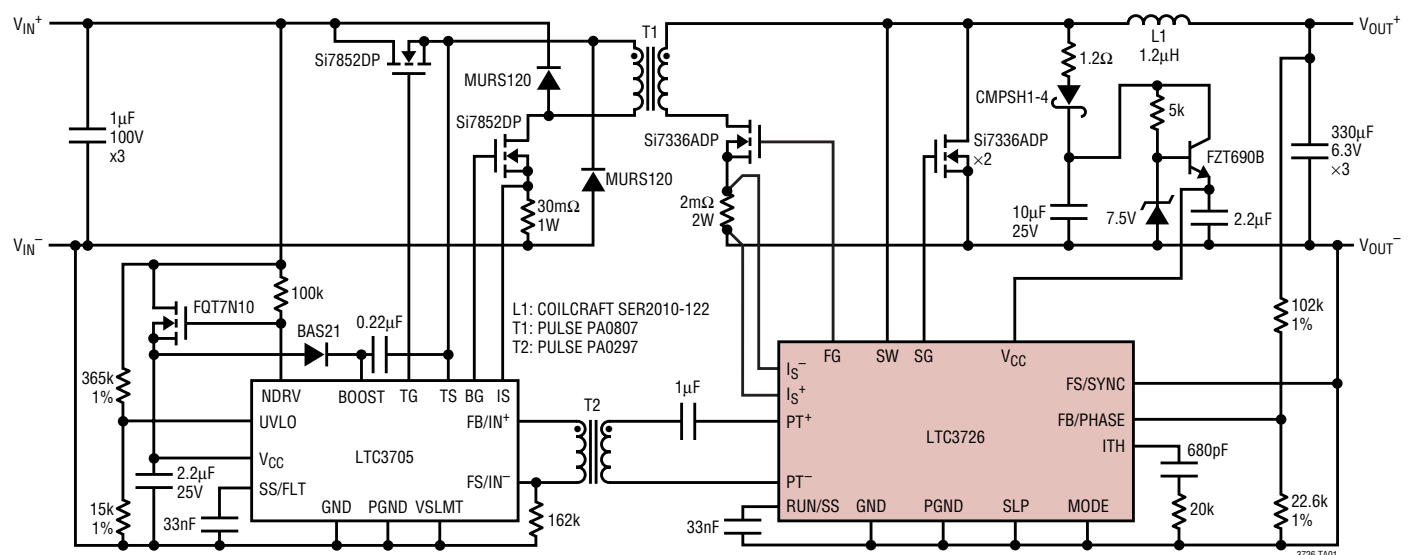 VIN+
Si7852DP
MURS120
T1
L1
1.2μH
VOUT+
1μF
100V
x3
Si7852DP
30mΩ
1W
MURS120
Si7336ADP
2mΩ
2W
Si7336ADP
×2
1.2Ω
CMPSH1-4
5k
FZT690B
330μF
6.3V
×3
10μF
25V
7.5V
2.2μF
VIN−
VOUT−
FQT7N10
100k
BAS21
0.22μF
L1: COILCRAFT SER2010-122
T1: PULSE PA0807
T2: PULSE PA0297
102k
1%
365k
1%
NDRV
BOOST
TG
TS
BG
IS
UVLO
FB/IN+
LTC3705
VCC
SS/FLT
FS/IN−
GND
PGND
VSLMT
2.2μF
25V
15k
1%
33nF
162k
T2
1μF
FG
SW
SG
VCC
IS−
IS+
PT+
PT−
FS/SYNC
FB/PHASE
ITH
LTC3726
RUN/SS
GND
PGND
SLP
MODE
33nF
680pF
20k
22.6k
1%
3726 TA01